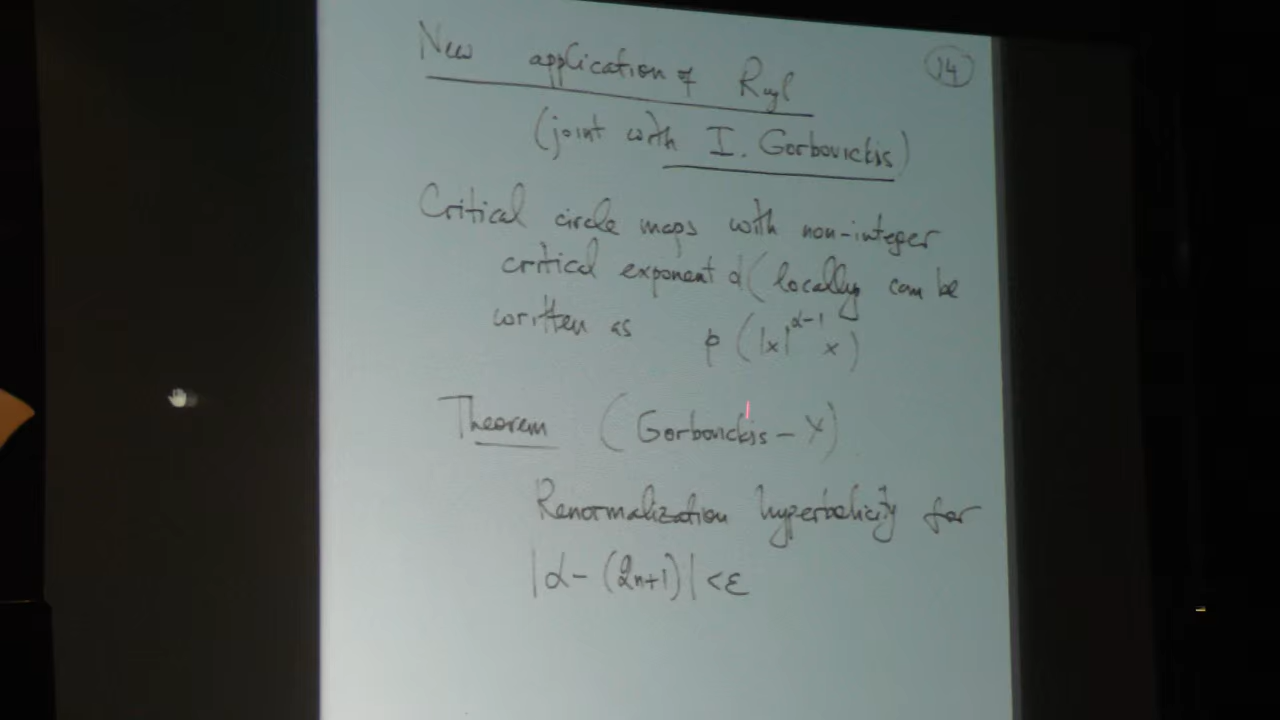 New application of R_cyl
14
(joint with I. Gorbovickis)
Critical circle maps with non-integer
critical exponent α (locally can be
written as p(|x|^{α-1} x)
Theorem (Gorbovickis - Y)
Renormalization hyperbolicity for
|α - (2n+1)| < ε